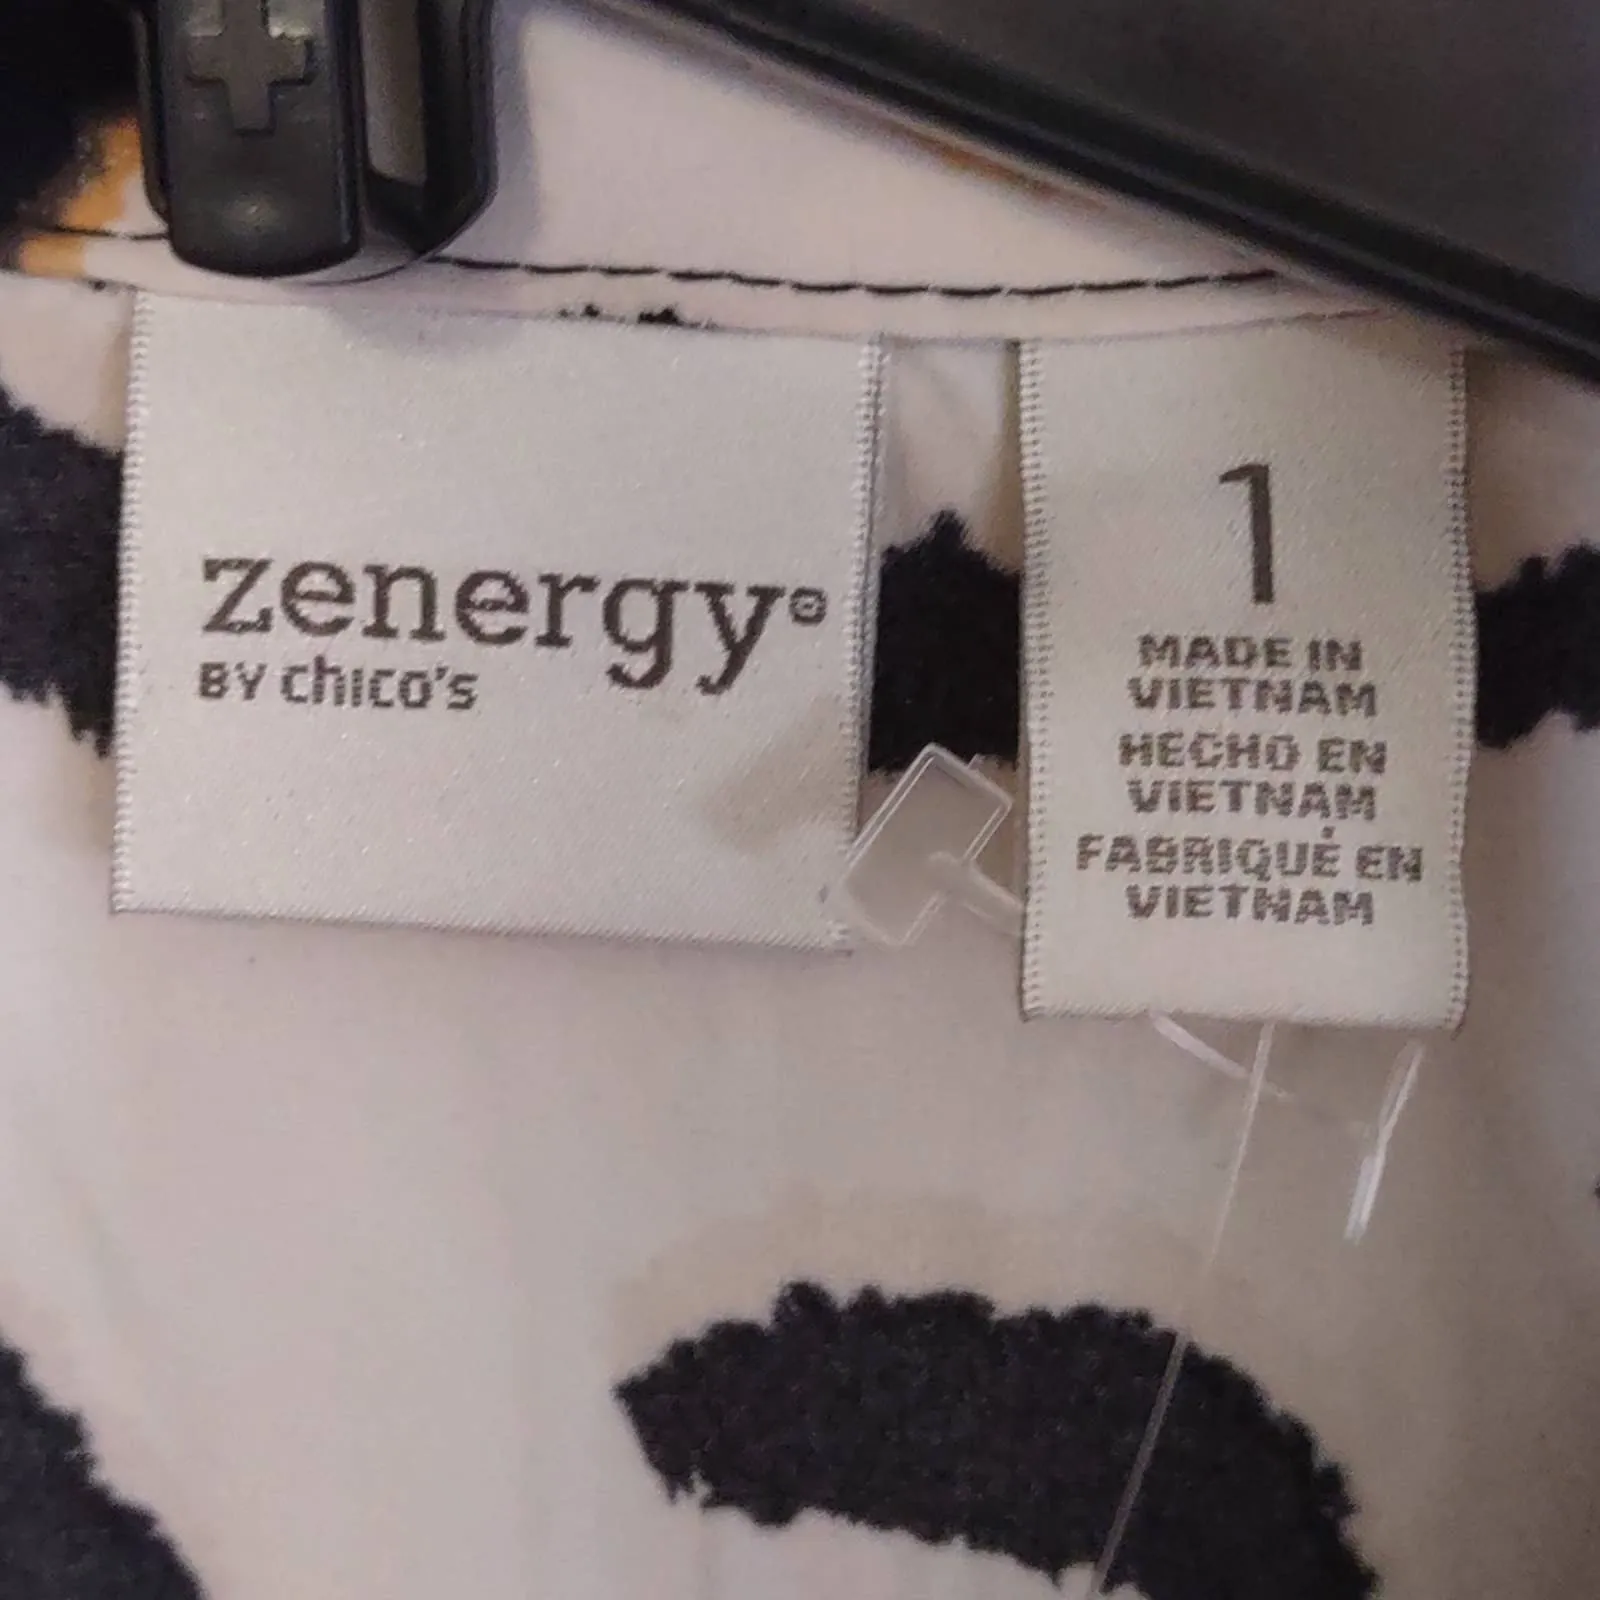 zenergy®
BY chico's
1
MADE IN
VIETNAM
HECHO EN
VIETNAM
FABRIQUÉ EN
VIETNAM